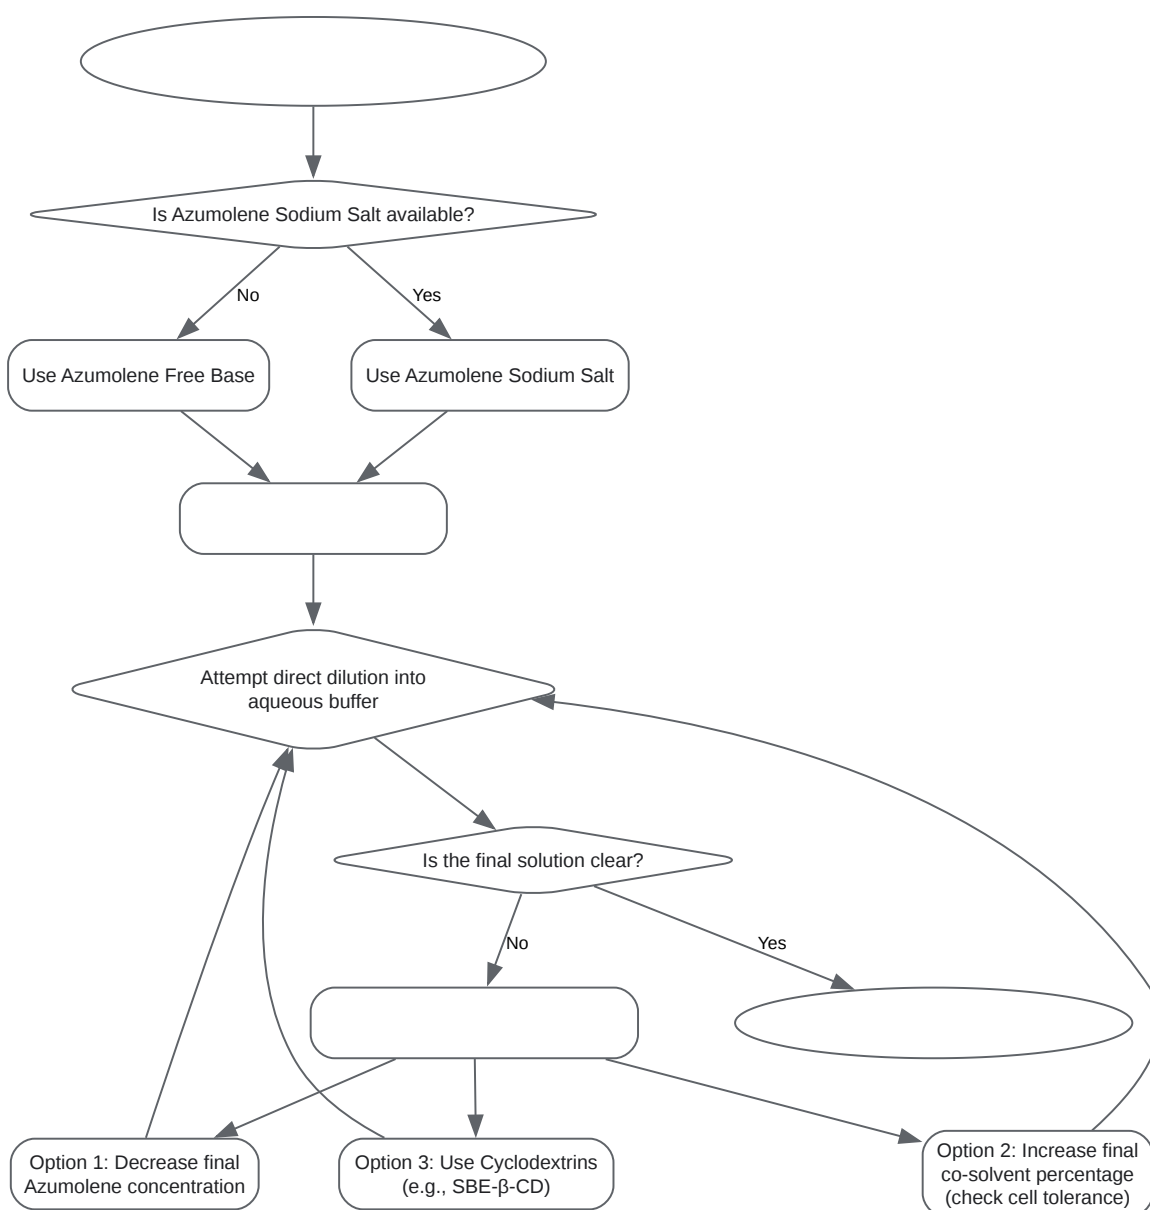 Is Azumolene Sodium Salt available?
No
Yes
Use Azumolene Free Base
Use Azumolene Sodium Salt
Attempt direct dilution into
aqueous buffer
Is the final solution clear?
No
Yes
Option 1: Decrease final
Azumolene concentration
Option 3: Use Cyclodextrins
(e.g., SBE-β-CD)
Option 2: Increase final
co-solvent percentage
(check cell tolerance)